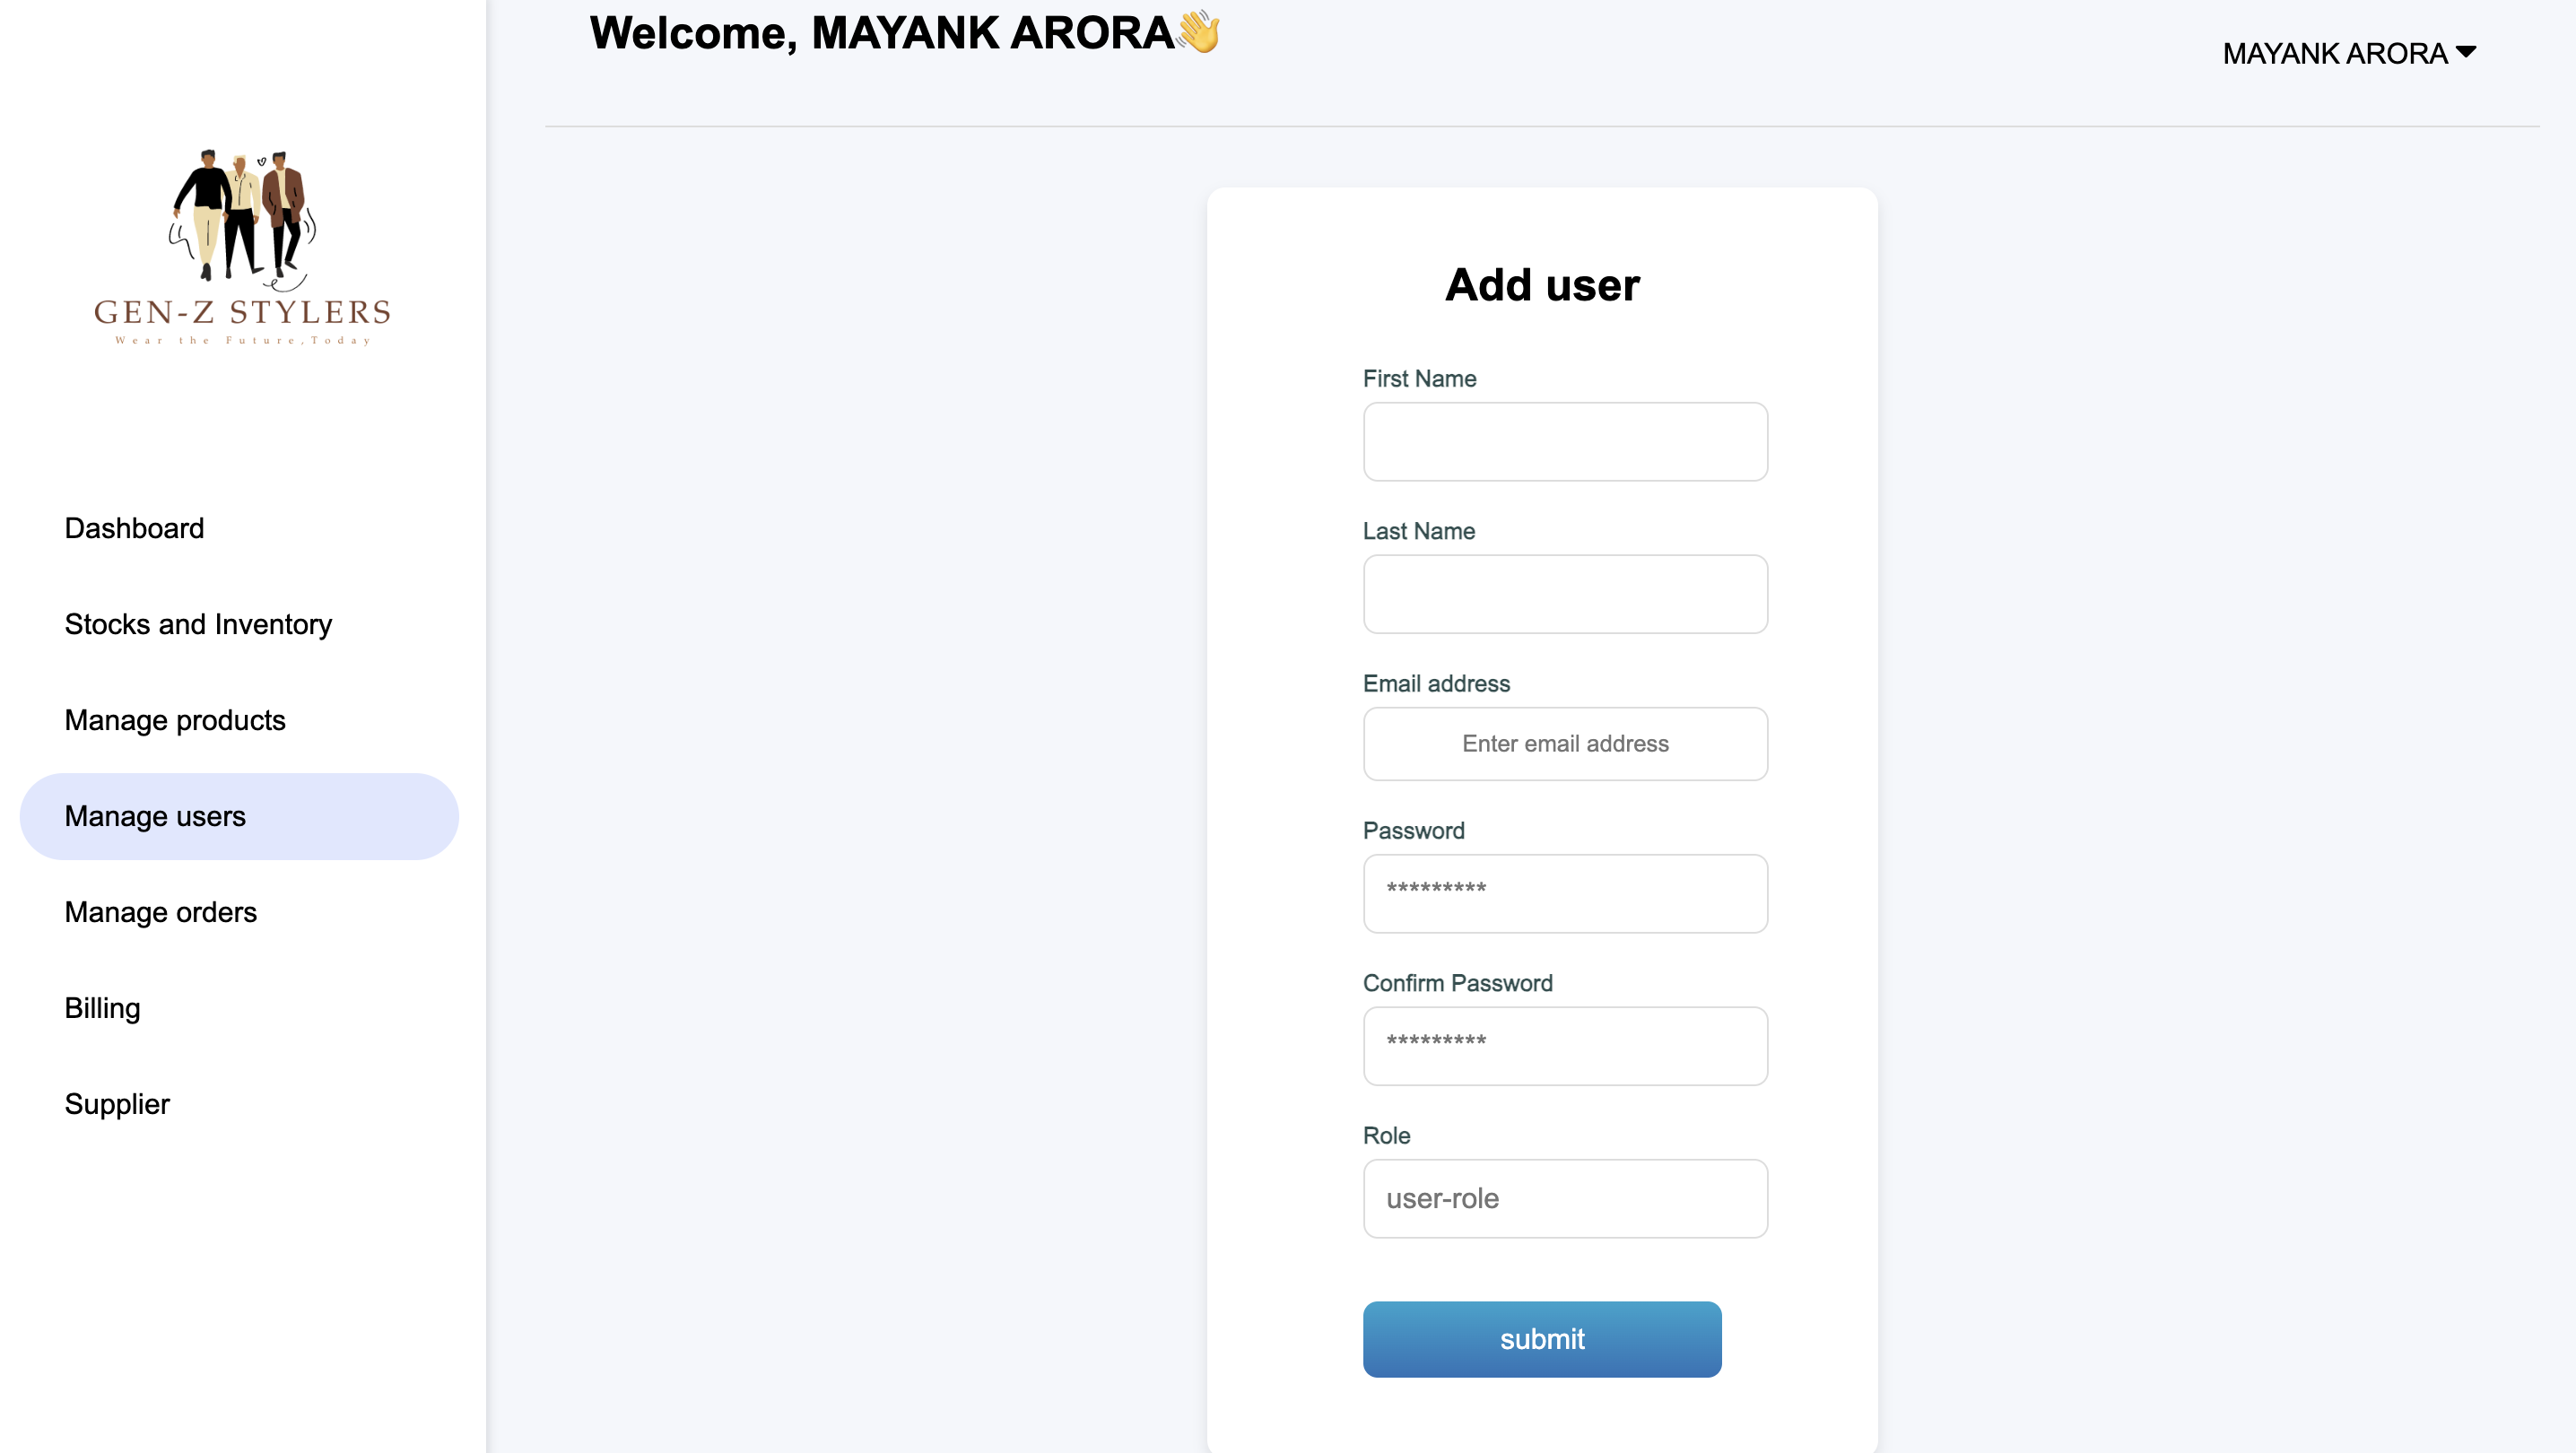 Welcome, MAYANK ARORA👋
MAYANK ARORA
GEN-Z STYLERS
Wear the Future,Today
Dashboard
Stocks and Inventory
Manage products
Manage users
Manage orders
Billing
Supplier
Add user
First Name
Last Name
Email address
Enter email address
Password
*********
Confirm Password
*********
Role
user-role
submit